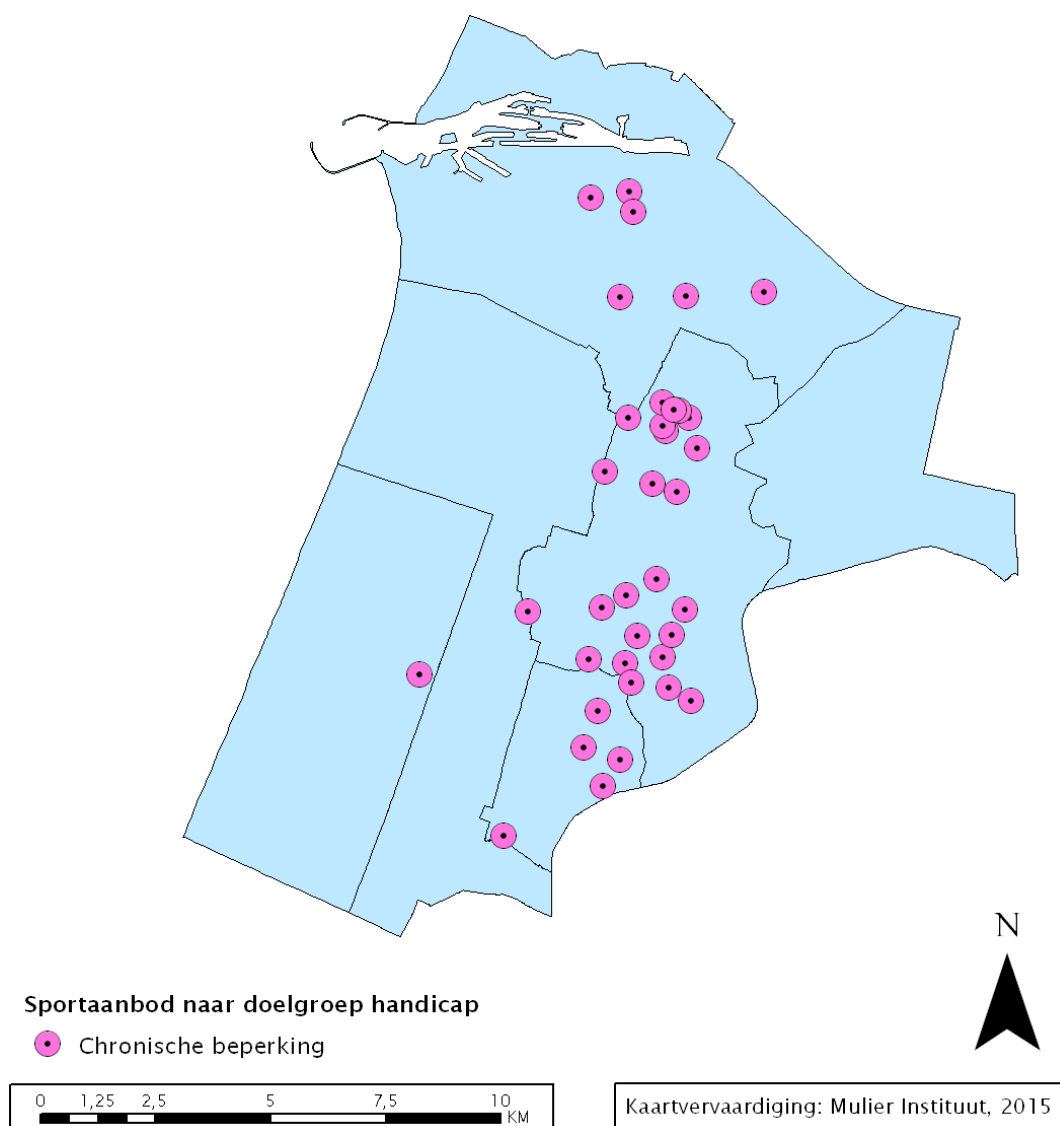 N
Sportaanbod naar doelgroep handicap
Chronische beperking
0 1,25 2,5 5 7,5 10
KM
Kaartvervaardiging: Mulier Instituut, 2015